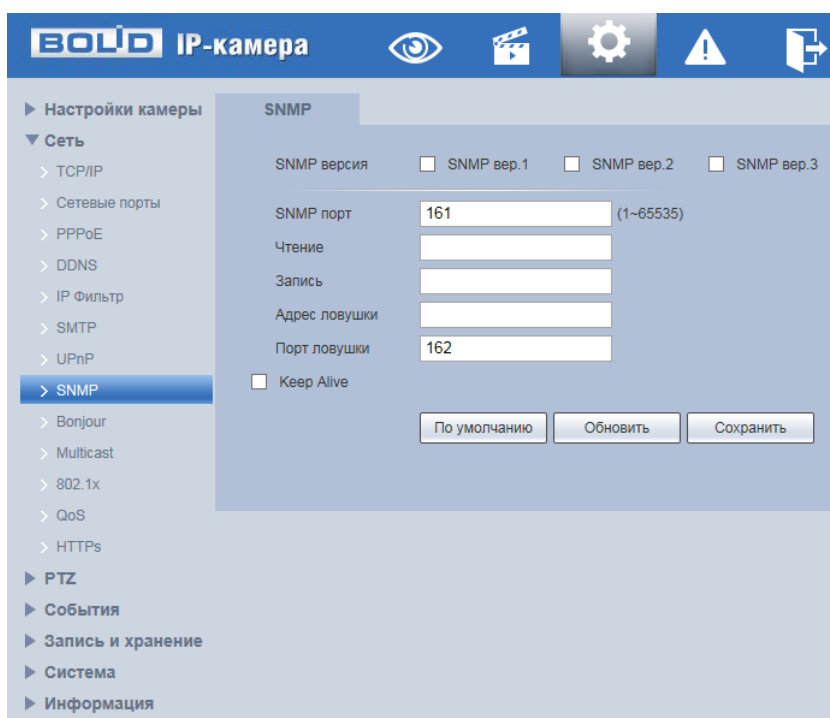 BOLID IP-камера
Настройки камеры
Сеть
TCP/IP
Сетевые порты
PPPoE
DDNS
IP Фильтр
SMTP
UPnP
SNMP
Bonjour
Multicast
802.1x
QoS
HTTPs
PTZ
События
Запись и хранение
Система
Информация
SNMP
SNMP версия SNMP вер.1 SNMP вер.2 SNMP вер.3
SNMP порт 161 (1~65535)
Чтение
Запись
Адрес ловушки
Порт ловушки 162
Keep Alive
По умолчанию Обновить Сохранить